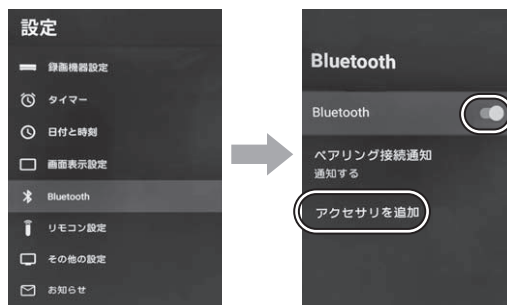 設定
録画機器設定
タイマー
日付と時刻
画面表示設定
Bluetooth
リモコン設定
その他の設定
お知らせ
Bluetooth
Bluetooth
ペアリング接続通知
通知する
アクセサリを追加